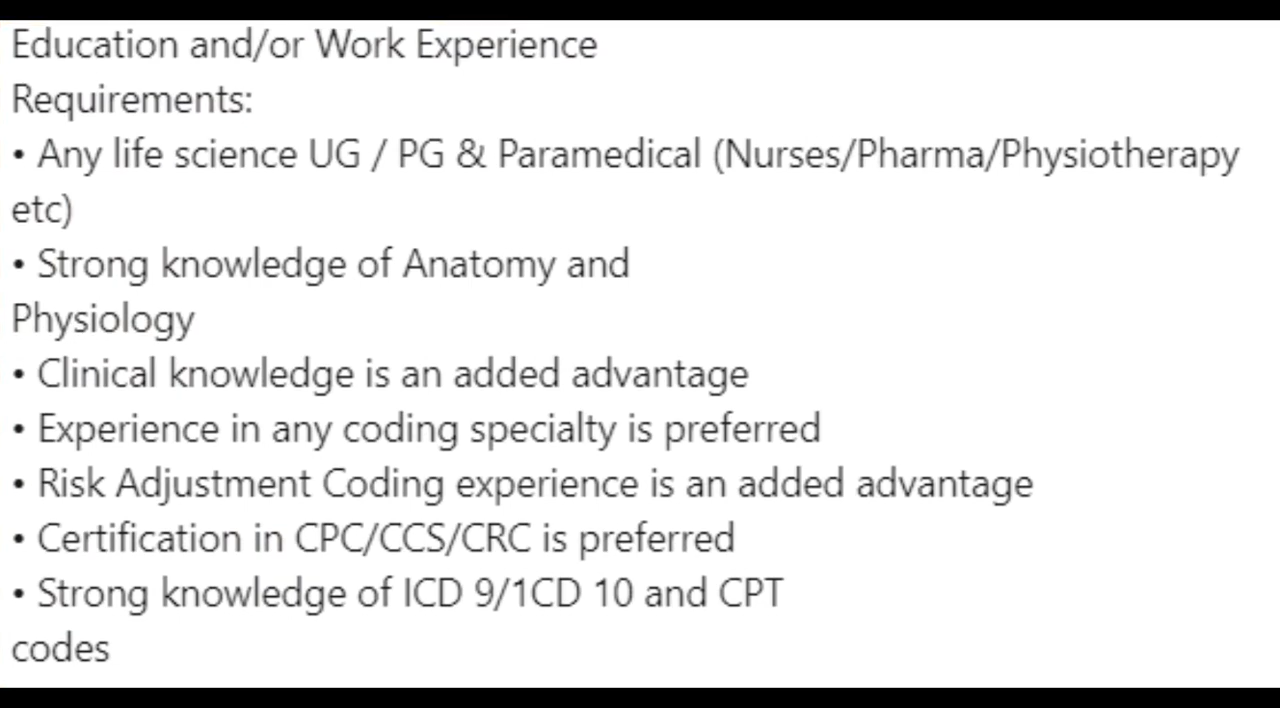 Education and/or Work Experience
Requirements:
• Any life science UG / PG & Paramedical (Nurses/Pharma/Physiotherapy
etc)
• Strong knowledge of Anatomy and
Physiology
• Clinical knowledge is an added advantage
• Experience in any coding specialty is preferred
• Risk Adjustment Coding experience is an added advantage
• Certification in CPC/CCS/CRC is preferred
• Strong knowledge of ICD 9/1CD 10 and CPT
codes